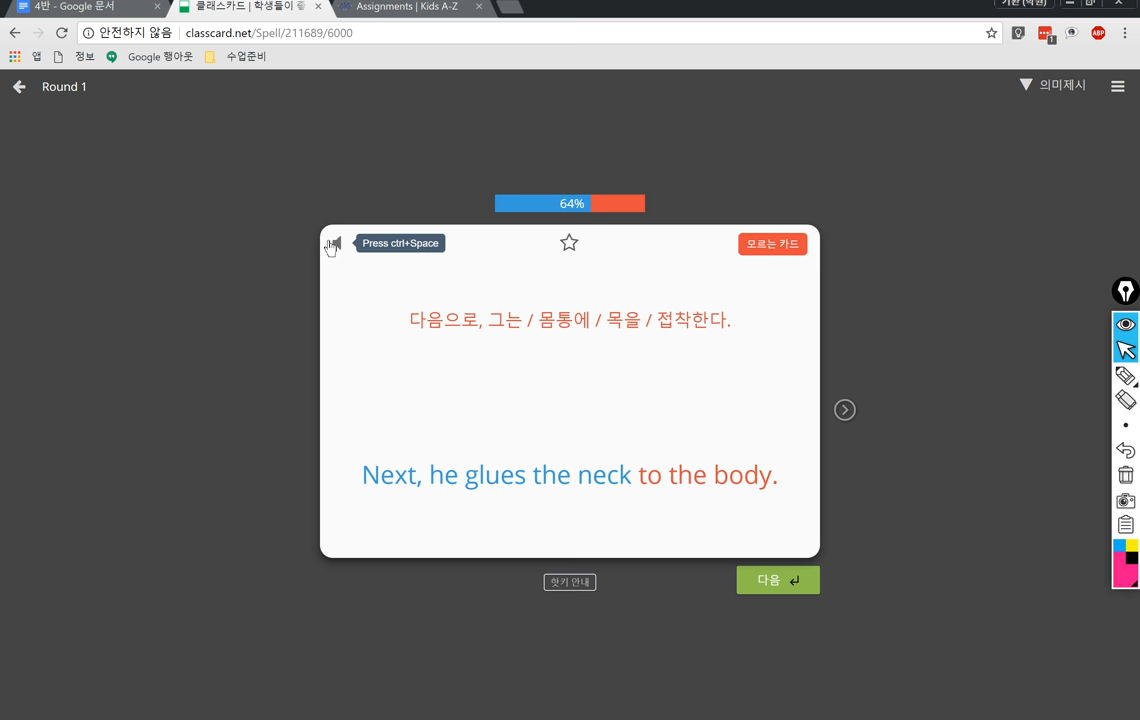 4반 - Google 문서
클래스카드 | 학생들이 좋
Assignments | Kids A-Z
안전하지 않음
classcard.net/Spell/211689/6000
1
ABP
앱
정보
Google 행아웃
수업준비
Round 1
의미제시
64%
Press ctrl+Space
모르는 카드
다음으로, 그는 / 몸통에 / 목을 / 접착한다.
Next, he glues the neck to the body.
핫키 안내
다음